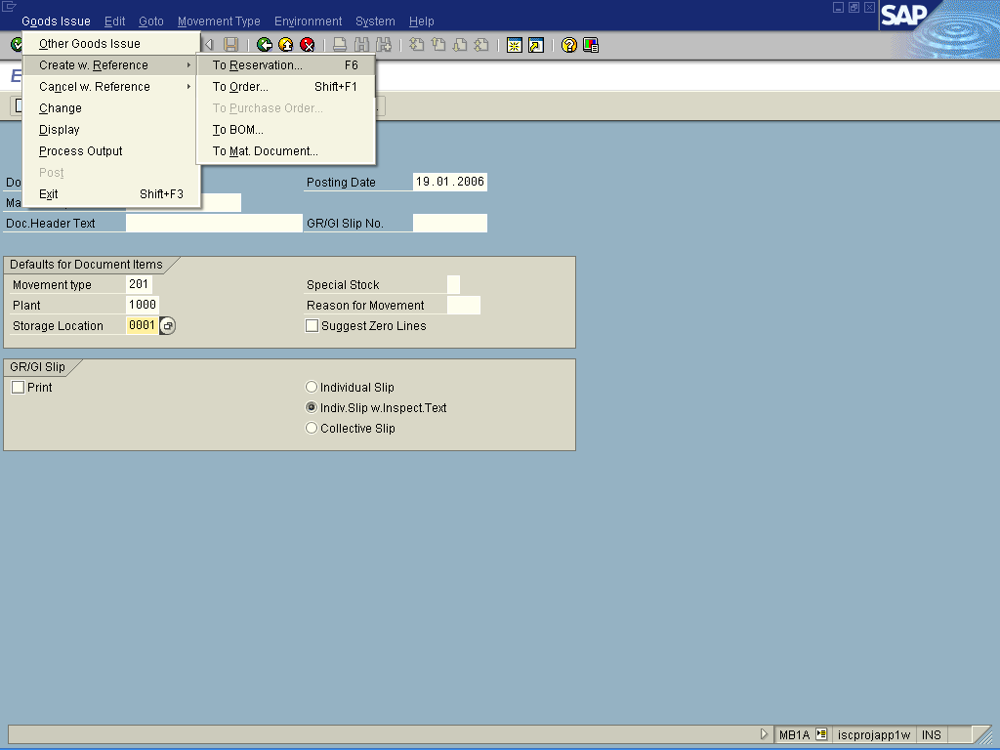 Goods Issue Edit Goto Movement Type Environment System Help
SAP
Other Goods Issue
Create w. Reference
To Reservation... F6
Cancel w. Reference
To Order... Shift+F1
Change
To Purchase Order...
Display
To BOM...
Process Output
To Mat. Document...
Post
Exit Shift+F3
E
Do
Posting Date 19.01.2006
Ma
Doc.Header Text GR/GI Slip No.
Defaults for Document Items
Movement type 201 Special Stock
Plant 1000 Reason for Movement
Storage Location 0001 Suggest Zero Lines
GR/GI Slip
Print Individual Slip
Indiv.Slip w.Inspect.Text
Collective Slip
MB1A iscprojapp1w INS